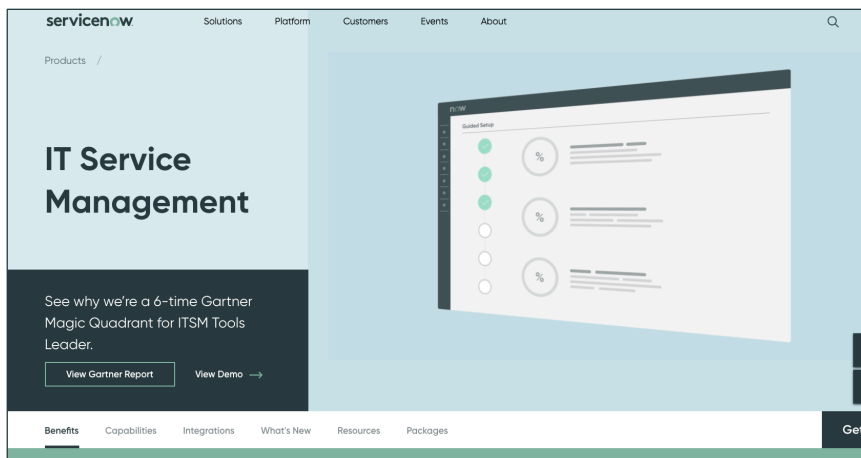 servicenow
Solutions Platform Customers Events About
Products /
IT Service
Management
now
Guided Setup
%
%
%
See why we're a 6-time Gartner
Magic Quadrant for ITSM Tools
Leader.
View Gartner Report View Demo →
Benefits Capabilities Integrations What's New Resources Packages
Get